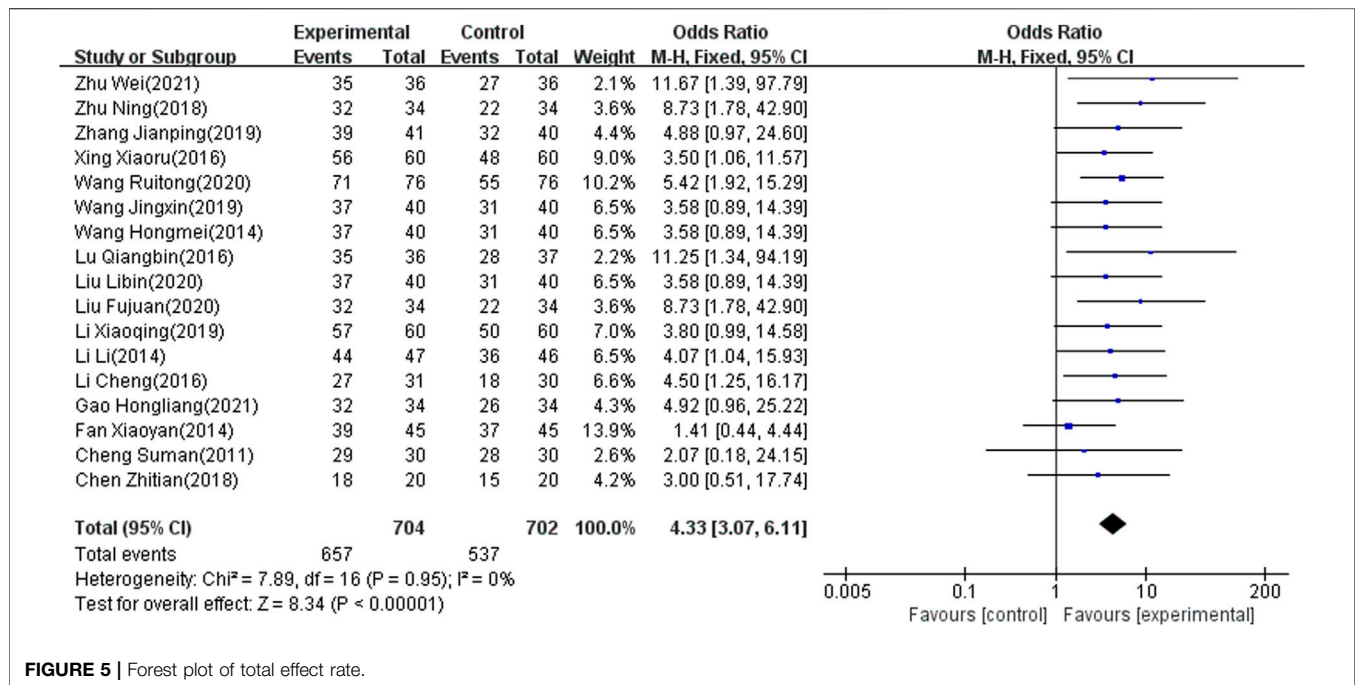 Experimental Control Odds Ratio Odds Ratio
Study or Subgroup Events Total Events Total Weight M-H, Fixed, 95% CI M-H, Fixed, 95% CI
Zhu Wei(2021) 35 36 27 36 2.1% 11.67 [1.39, 97.79]
Zhu Ning(2018) 32 34 22 34 3.6% 8.73 [1.78, 42.90]
Zhang Jianping(2019) 39 41 32 40 4.4% 4.88 [0.97, 24.60]
Xing Xiaoru(2016) 56 60 48 60 9.0% 3.50 [1.06, 11.57]
Wang Ruitong(2020) 71 76 55 76 10.2% 5.42 [1.92, 15.29]
Wang Jingxin(2019) 37 40 31 40 6.5% 3.58 [0.89, 14.39]
Wang Hongmei(2014) 37 40 31 40 6.5% 3.58 [0.89, 14.39]
Lu Qiangbin(2016) 35 36 28 37 2.2% 11.25 [1.34, 94.19]
Liu Libin(2020) 37 40 31 40 6.5% 3.58 [0.89, 14.39]
Liu Fujuan(2020) 32 34 22 34 3.6% 8.73 [1.78, 42.90]
Li Xiaoqing(2019) 57 60 50 60 7.0% 3.80 [0.99, 14.58]
Li Li(2014) 44 47 36 46 6.5% 4.07 [1.04, 15.93]
Li Cheng(2016) 27 31 18 30 6.6% 4.50 [1.25, 16.17]
Gao Hongliang(2021) 32 34 26 34 4.3% 4.92 [0.96, 25.22]
Fan Xiaoyan(2014) 39 45 37 45 13.9% 1.41 [0.44, 4.44]
Cheng Suman(2011) 29 30 28 30 2.6% 2.07 [0.18, 24.15]
Chen Zhitian(2018) 18 20 15 20 4.2% 3.00 [0.51, 17.74]
Total (95% CI) 704 702 100.0% 4.33 [3.07, 6.11]
Total events 657 537
Heterogeneity: Chi² = 7.89, df = 16 (P = 0.95); I² = 0%
Test for overall effect: Z = 8.34 (P < 0.00001)
0.005 0.1 1 10 200
Favours [control] Favours [experimental]
FIGURE 5 | Forest plot of total effect rate.